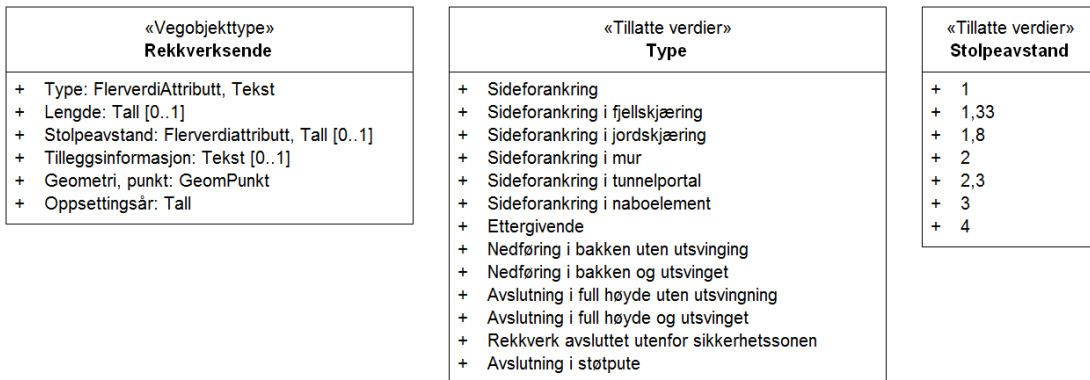 «Vegobjekttype»
Rekkverksende
+ Type: FlerverdiAttributt, Tekst
+ Lengde: Tall [0..1]
+ Stolpeavstand: Flerverdiattributt, Tall [0..1]
+ Tilleggsinformasjon: Tekst [0..1]
+ Geometri, punkt: GeomPunkt
+ Oppsettingsår: Tall
«Tillatte verdier»
Type
+ Sideforankring
+ Sideforankring i fjellskjæring
+ Sideforankring i jordskjæring
+ Sideforankring i mur
+ Sideforankring i tunnelportal
+ Sideforankring i naboelement
+ Ettergivende
+ Nedføring i bakken uten utsvinging
+ Nedføring i bakken og utsvinget
+ Avslutning i full høyde uten utsvingning
+ Avslutning i full høyde og utsvinget
+ Rekkverk avsluttet utenfor sikkerhetssonen
+ Avslutning i støtpute
«Tillatte verdier»
Stolpeavstand
+ 1
+ 1,33
+ 1,8
+ 2
+ 2,3
+ 3
+ 4